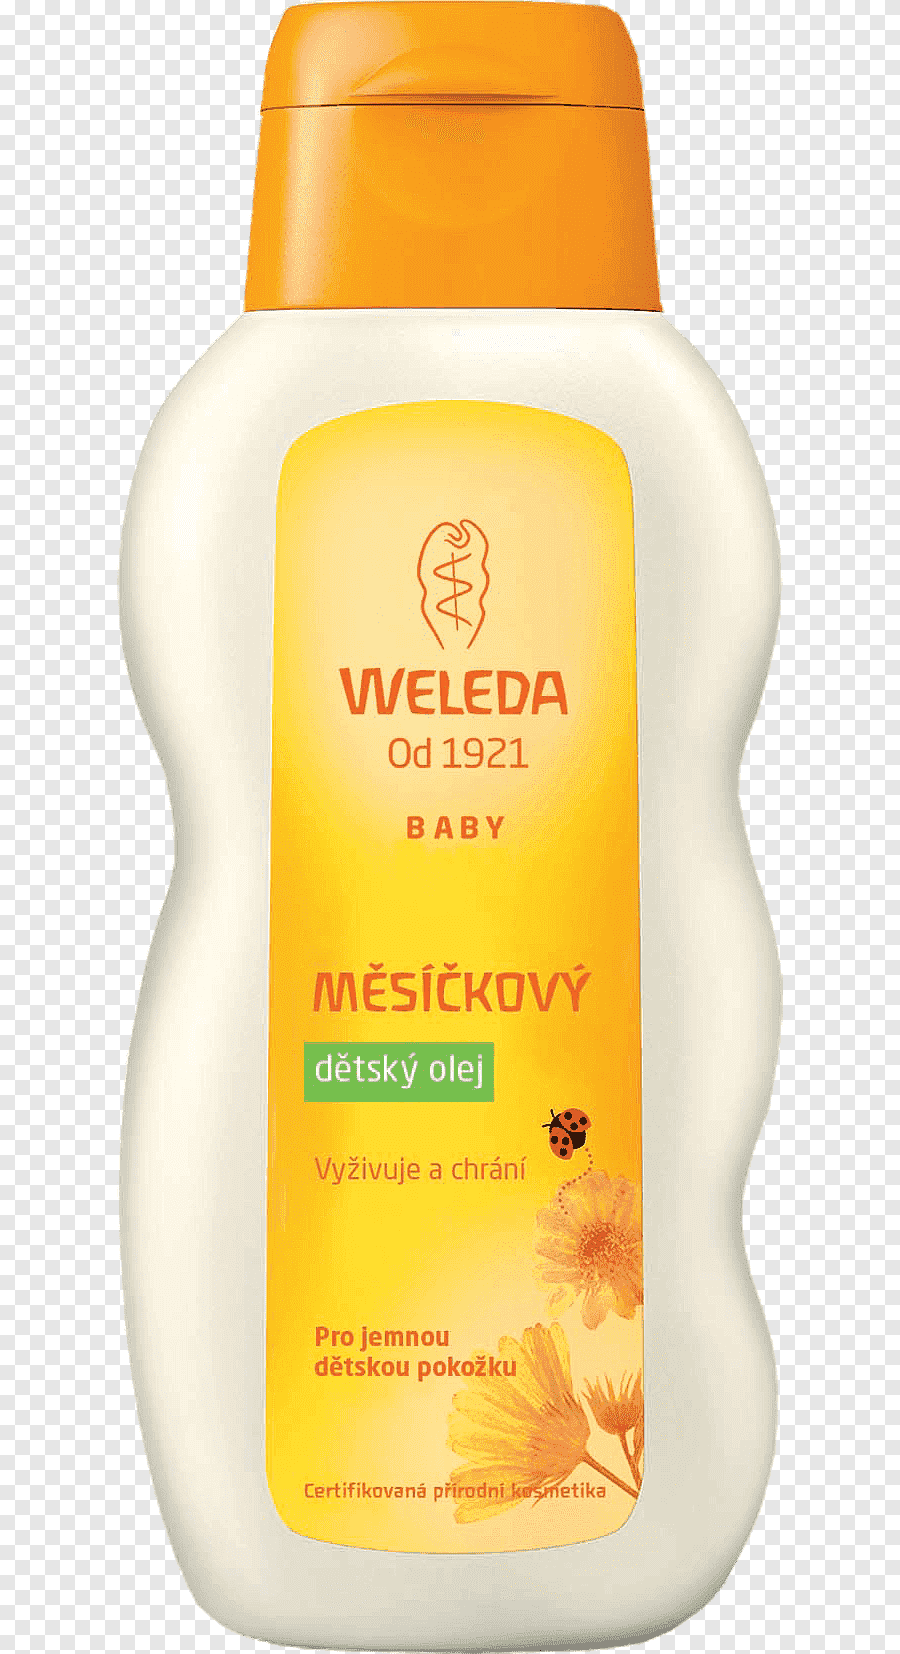 WELEDA
Od 1921
BABY
MĚSÍČKOVÝ
dětský olej
Vyživuje a chrání
Pro jemnou
dětskou pokožku
Certifikovaná přírodní kosmetika